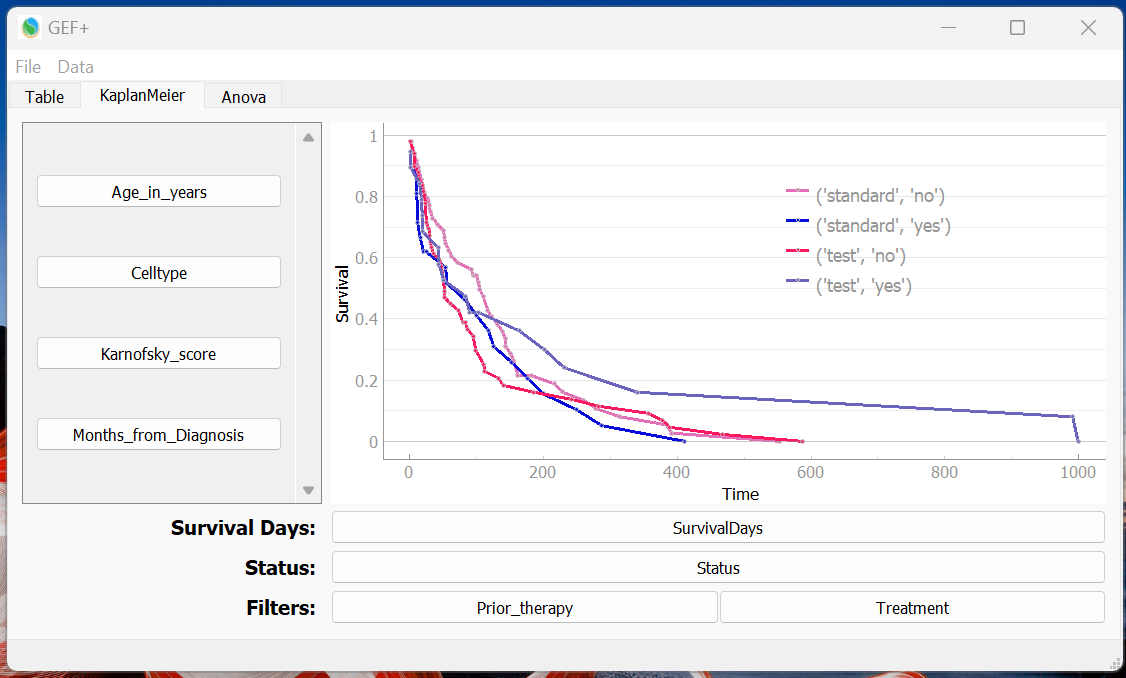 GEF+
File Data
Table KaplanMeier Anova
Age_in_years
Celltype
Karnofsky_score
Months_from_Diagnosis
1
0.8
0.6
0.4
0.2
0
Survival
('standard', 'no')
('standard', 'yes')
('test', 'no')
('test', 'yes')
0 200 400 600 800 1000
Time
Survival Days: SurvivalDays
Status: Status
Filters: Prior_therapy Treatment